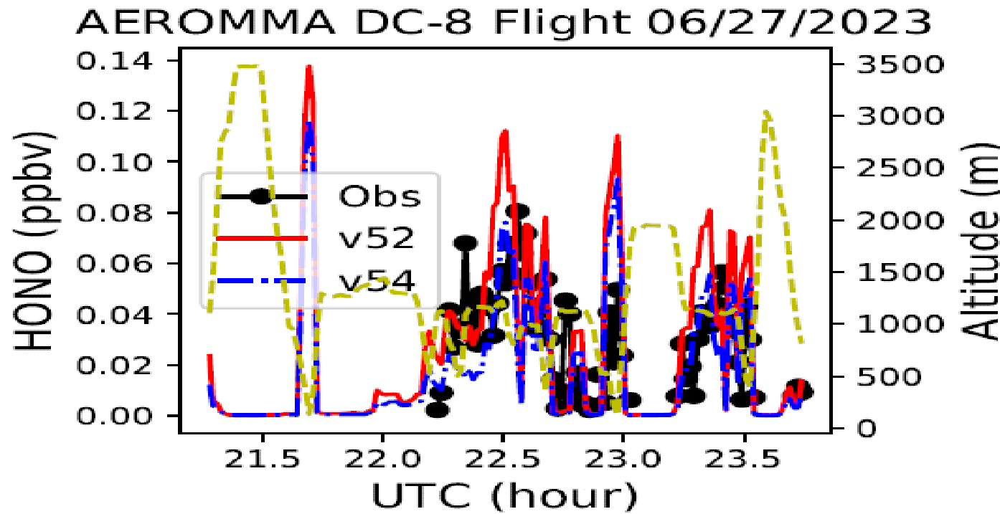 AEROMMA DC-8 Flight 06/27/2023
HONO (ppbv)
0.14
0.12
0.10
0.08
0.06
0.04
0.02
0.00
Obs
v52
v54
3500
3000
2500
2000
1500
1000
500
0
Altitude (m)
21.5 22.0 22.5 23.0 23.5
UTC (hour)